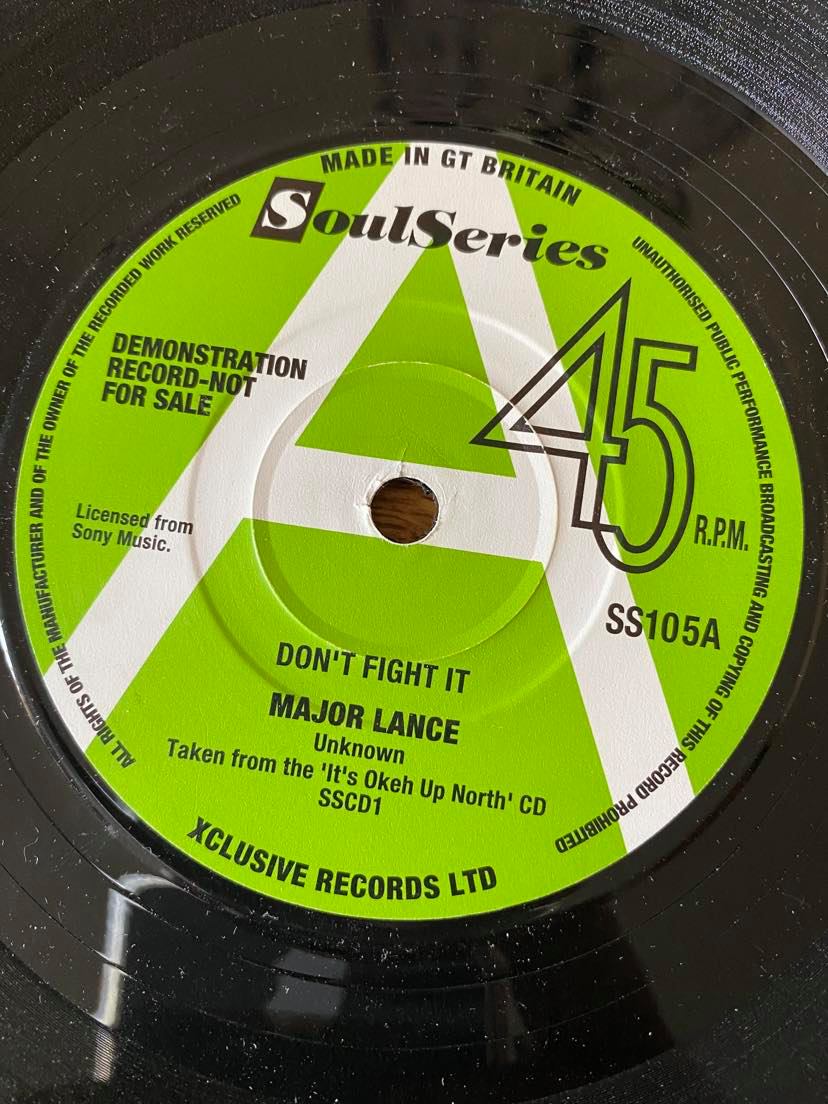 MADE IN GT BRITAIN
SoulSeries
45
R.P.M.
DEMONSTRATION
RECORD-NOT
FOR SALE
Licensed from
Sony Music.
SS105A
DON'T FIGHT IT
MAJOR LANCE
Unknown
Taken from the 'It's Okeh Up North' CD
SSCD1
XCLUSIVE RECORDS LTD
ALL RIGHTS OF THE MANUFACTURER AND OF THE OWNER OF THE RECORDED WORK RESERVED
UNAUTHORISED PUBLIC PERFORMANCE BROADCASTING AND COPYING OF THIS RECORD PROHIBITED
A